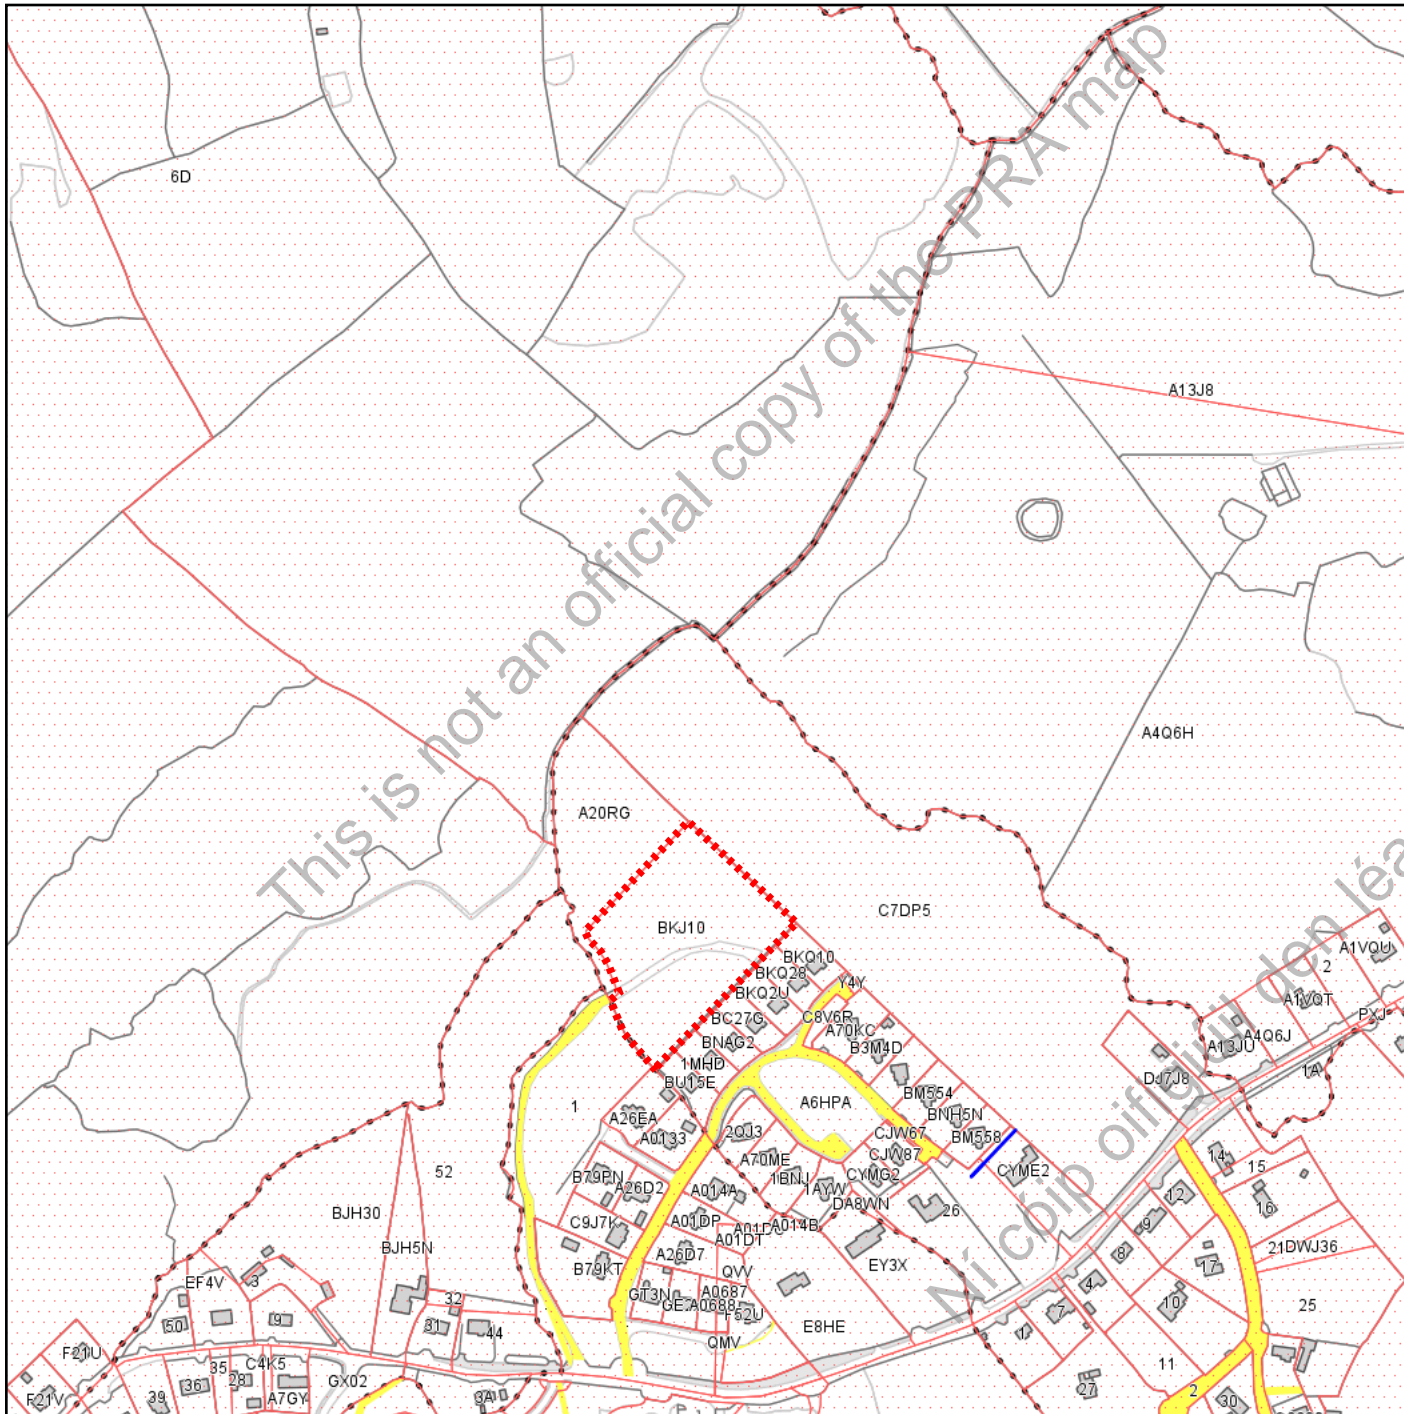 This is not an official copy of the PRA map
Ní cóip oifigiúil den léa
6D
A13J8
A4Q6H
A20RG
C7DP5
BKJ10
BKQ10
BKQ28
Y4Y
BKQ2U
C8V6R
BC27G
A70KC
BNAG2
B3M4D
1MHD
BU15E
BM554
A6HPA
BNH5N
BM558
1
A26EA
A0133
2QJ3
CJW67
CJW87
CYME2
A70ME
1BNJ
CYMG2
1AYW
DA8WN
26
B79FN
A26D2
A014A
A01DP
A014B
A01DT
C9J7K
A26D7
QVV
B79KT
GT3N
A0687
A0688
F52U
QMV
EY3X
E8HE
52
BJH30
BJH5N
EF4V
3
32
31
44
50
9
F21U
F21V
35
C4K5
28
36
39
A7GY
GX02
3A
A1VQU
2
A1VQT
PXJ
A4Q6J
A13JU
1A
DJ7J8
14
15
12
16
9
8
17
21
DWJ36
4
10
25
7
1
11
27
2
30